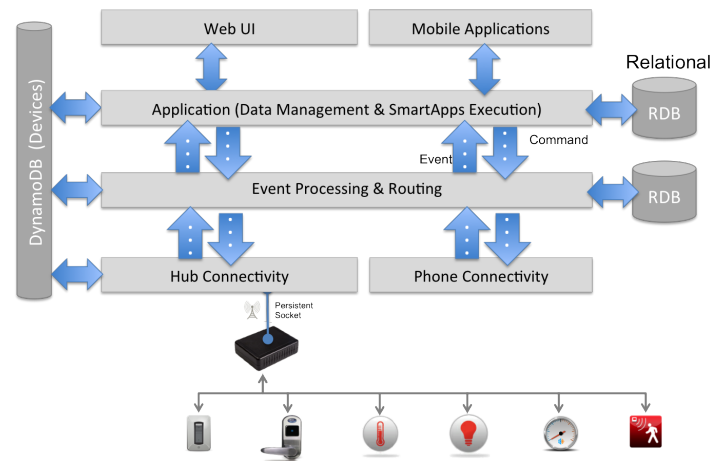 Web UI
Mobile Applications
Relational
DynamoDB (Devices)
Application (Data Management & SmartApps Execution)
RDB
Event
Command
Event Processing & Routing
RDB
Hub Connectivity
Phone Connectivity
Persistent
Socket